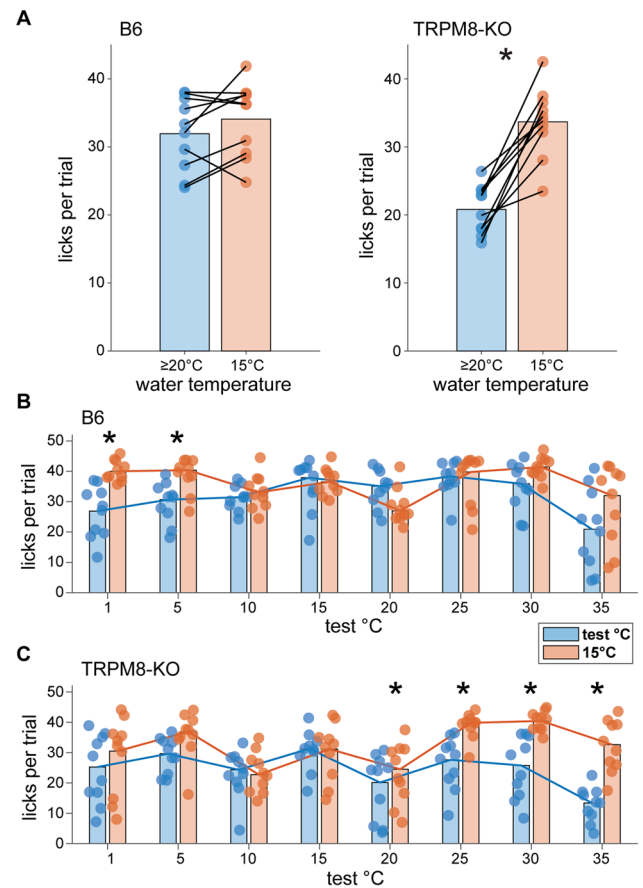 A
B6
TRPM8-KO
*
licks per trial
40
30
20
10
0
≥20°C 15°C
water temperature
licks per trial
40
30
20
10
0
≥20°C 15°C
water temperature
B
B6
* *
licks per trial
50
40
30
20
10
0
1 5 10 15 20 25 30 35
test °C
test °C
15°C
C
TRPM8-KO
* * * *
licks per trial
50
40
30
20
10
0
1 5 10 15 20 25 30 35
test °C